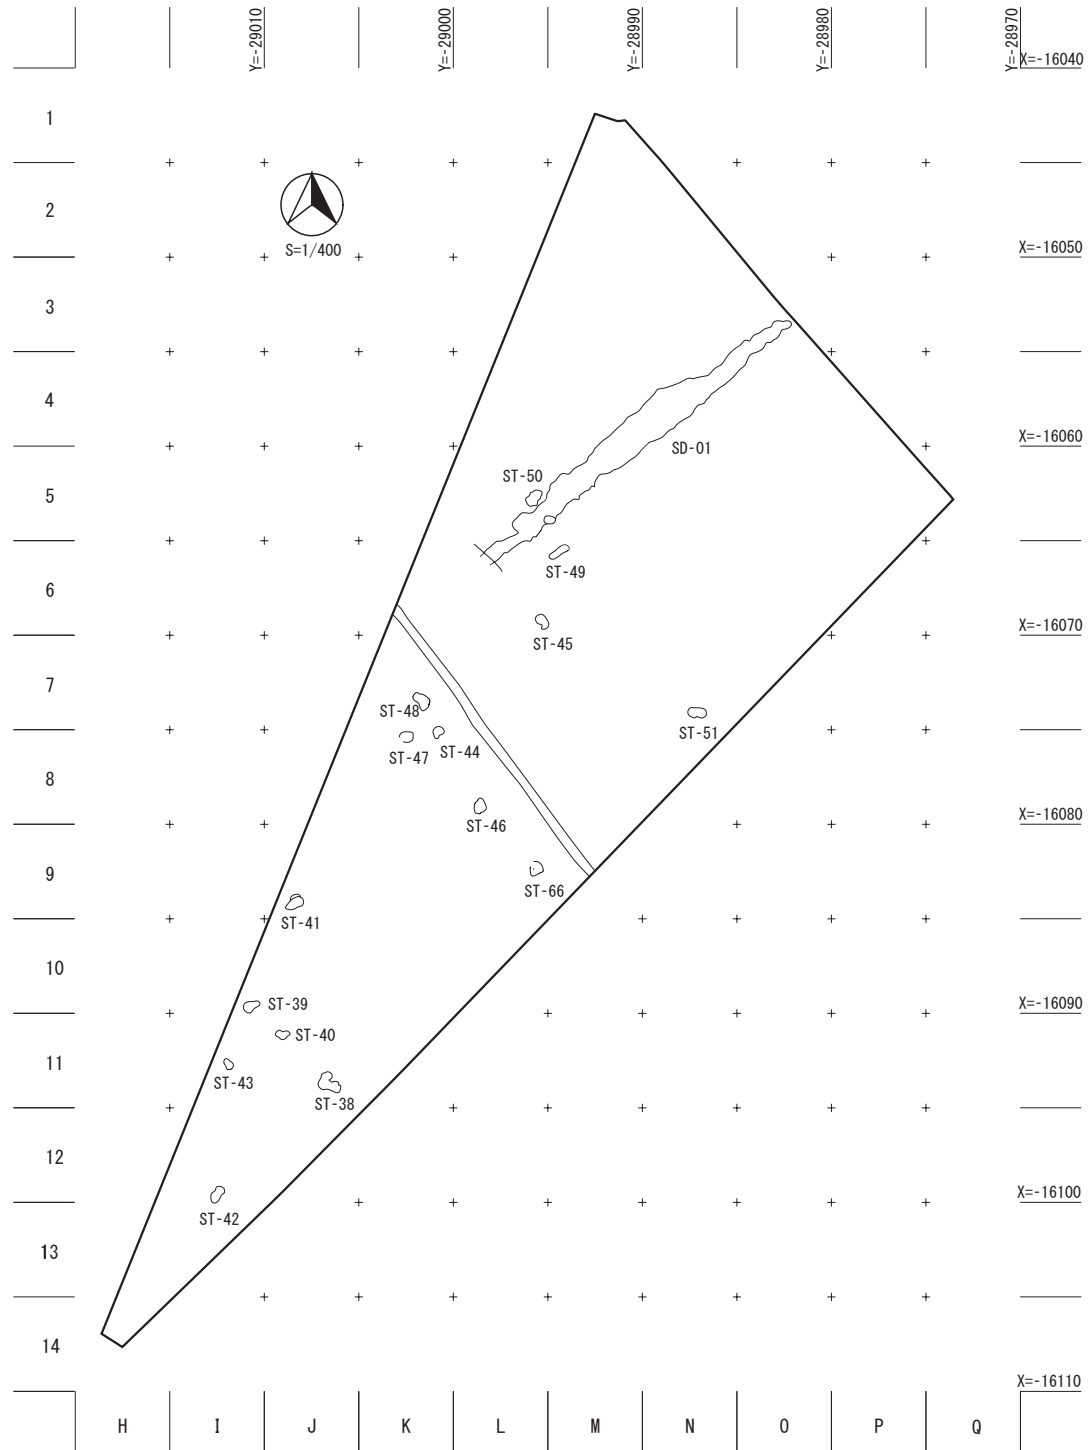 Y=-29010
Y=-29000
Y=-28990
Y=-28980
Y=-28970
X=-16040
1
2
S=1/400
X=-16050
3
4
SD-01
X=-16060
ST-50
5
ST-49
6
X=-16070
ST-45
7
ST-48
ST-51
ST-47
ST-44
8
X=-16080
ST-46
9
ST-66
ST-41
10
X=-16090
ST-39
ST-40
11
ST-43
ST-38
12
X=-16100
ST-42
13
14
X=-16110
H I J K L M N O P Q